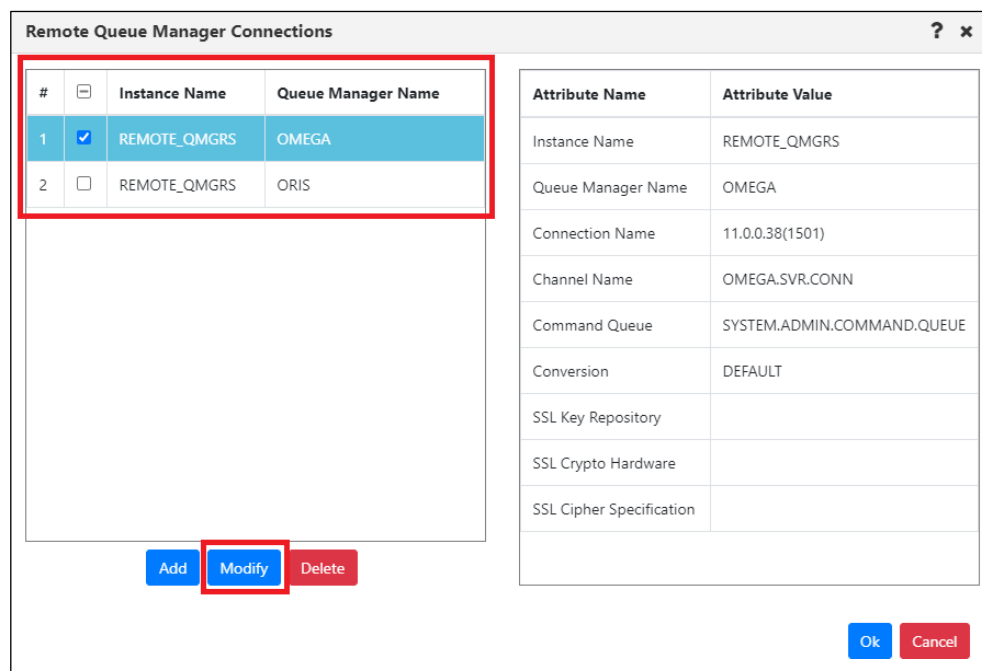 Remote Queue Manager Connections ? ×
# Instance Name Queue Manager Name
1 REMOTE_QMGRS OMEGA
2 REMOTE_QMGRS ORIS
Add Modify Delete
Attribute Name Attribute Value
Instance Name REMOTE_QMGRS
Queue Manager Name OMEGA
Connection Name 11.0.0.38(1501)
Channel Name OMEGA.SVR.CONN
Command Queue SYSTEM.ADMIN.COMMAND.QUEUE
Conversion DEFAULT
SSL Key Repository
SSL Crypto Hardware
SSL Cipher Specification
Ok Cancel